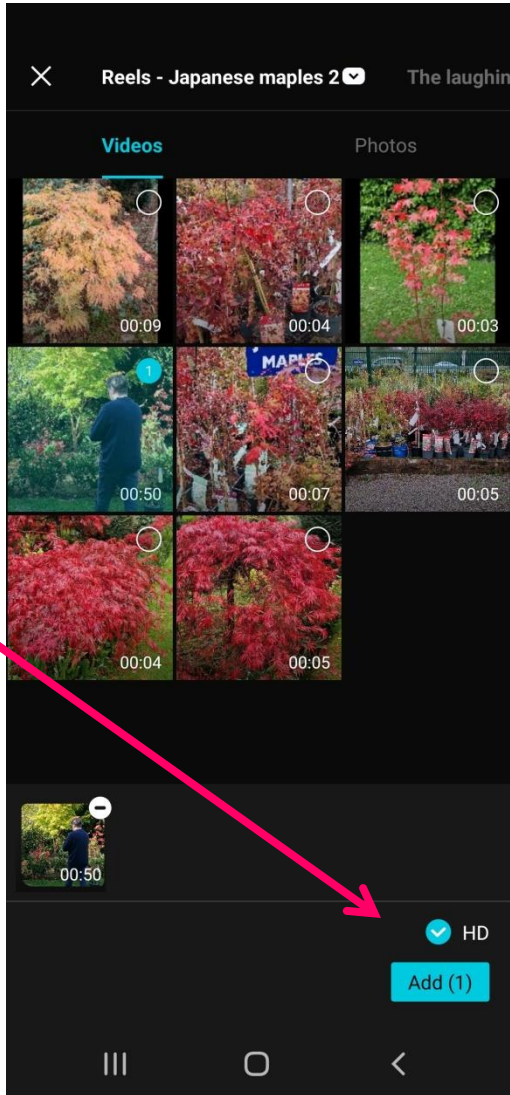 Reels - Japanese maples 2 The laughin
Videos Photos
00:09 00:04 00:03
MAPLES
00:50 1 00:07 00:05
00:04 00:05
00:50
HD
Add (1)